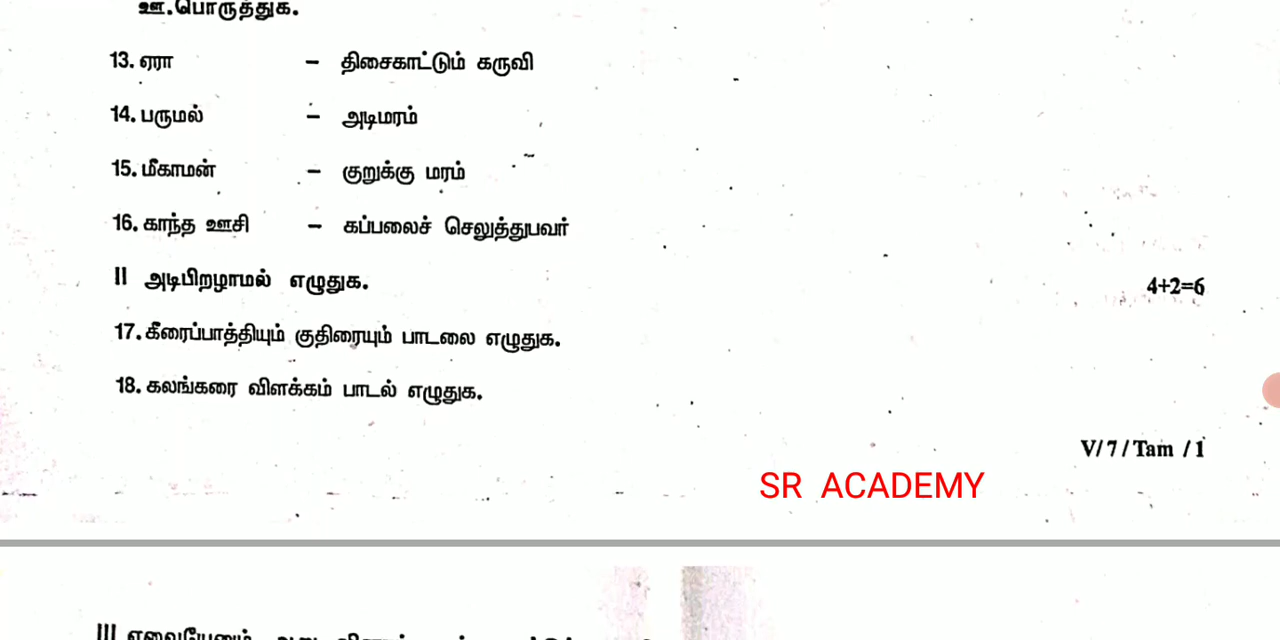 ஊ.பொருத்துக.
13. ஏரா – திசைகாட்டும் கருவி
14. பருமல் – அடிமரம்
15. மீகாமன் – குறுக்கு மரம்
16. காந்த ஊசி – கப்பலைச் செலுத்துபவர்
II அடிபிறழாமல் எழுதுக. 4+2=6
17. கீரைப்பாத்தியும் குதிரையும் பாடலை எழுதுக.
18. கலங்கரை விளக்கம் பாடல் எழுதுக.
V/7/Tam /1
SR ACADEMY
III